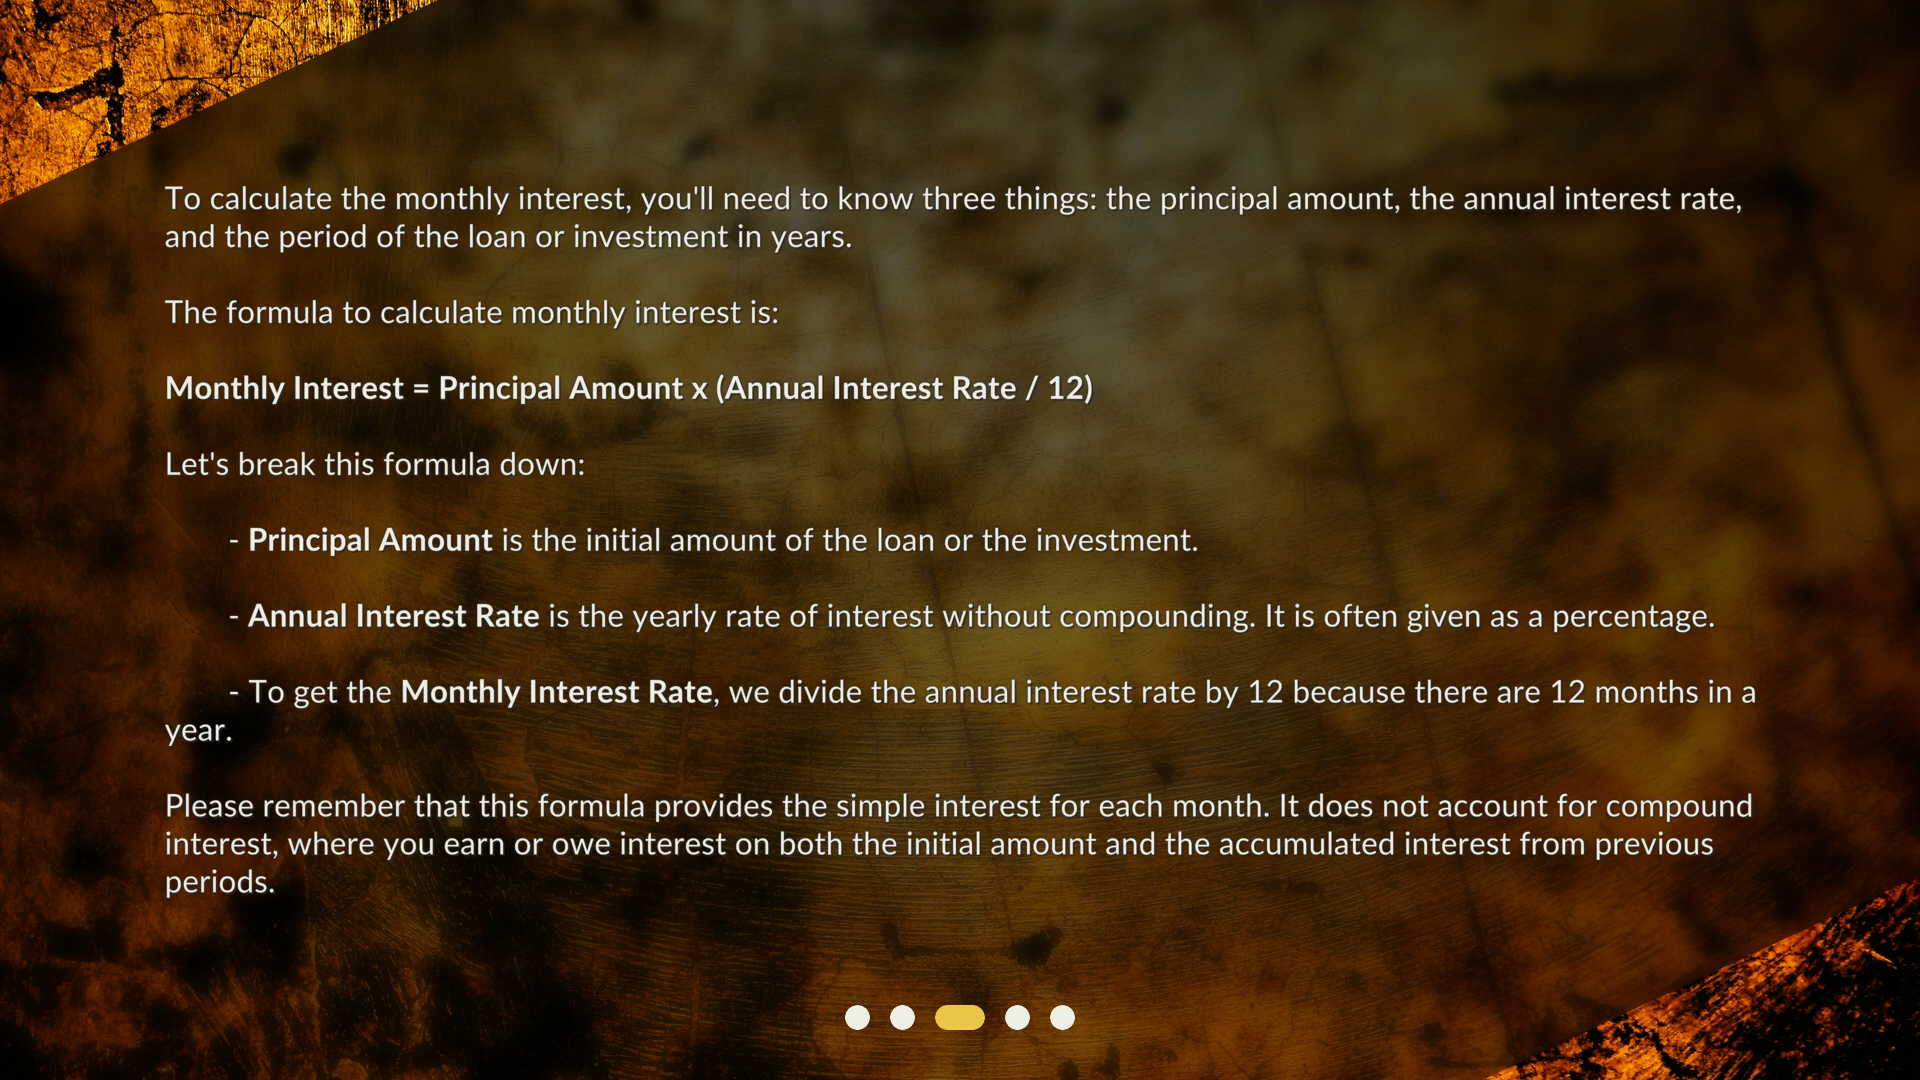 To calculate the monthly interest, you'll need to know three things: the principal amount, the annual interest rate,
and the period of the loan or investment in years.
The formula to calculate monthly interest is:
Monthly Interest = Principal Amount x (Annual Interest Rate / 12)
Let's break this formula down:
- Principal Amount is the initial amount of the loan or the investment.
- Annual Interest Rate is the yearly rate of interest without compounding. It is often given as a percentage.
- To get the Monthly Interest Rate, we divide the annual interest rate by 12 because there are 12 months in a
year.
Please remember that this formula provides the simple interest for each month. It does not account for compound
interest, where you earn or owe interest on both the initial amount and the accumulated interest from previous
periods.